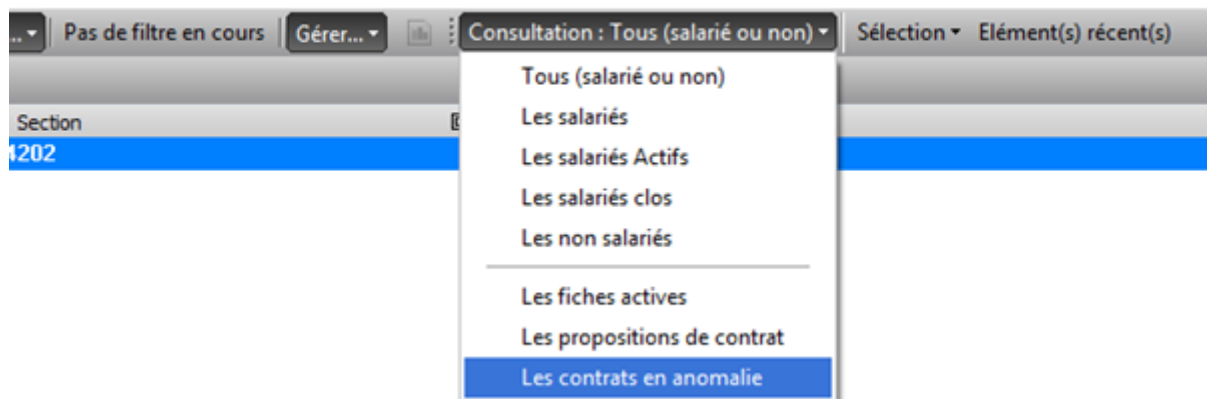 ... Pas de filtre en cours Gérer... Consultation : Tous (salarié ou non) Sélection Elément(s) récent(s)
Tous (salarié ou non)
Section
Les salariés
4202
Les salariés Actifs
Les salariés clos
Les non salariés
Les fiches actives
Les propositions de contrat
Les contrats en anomalie